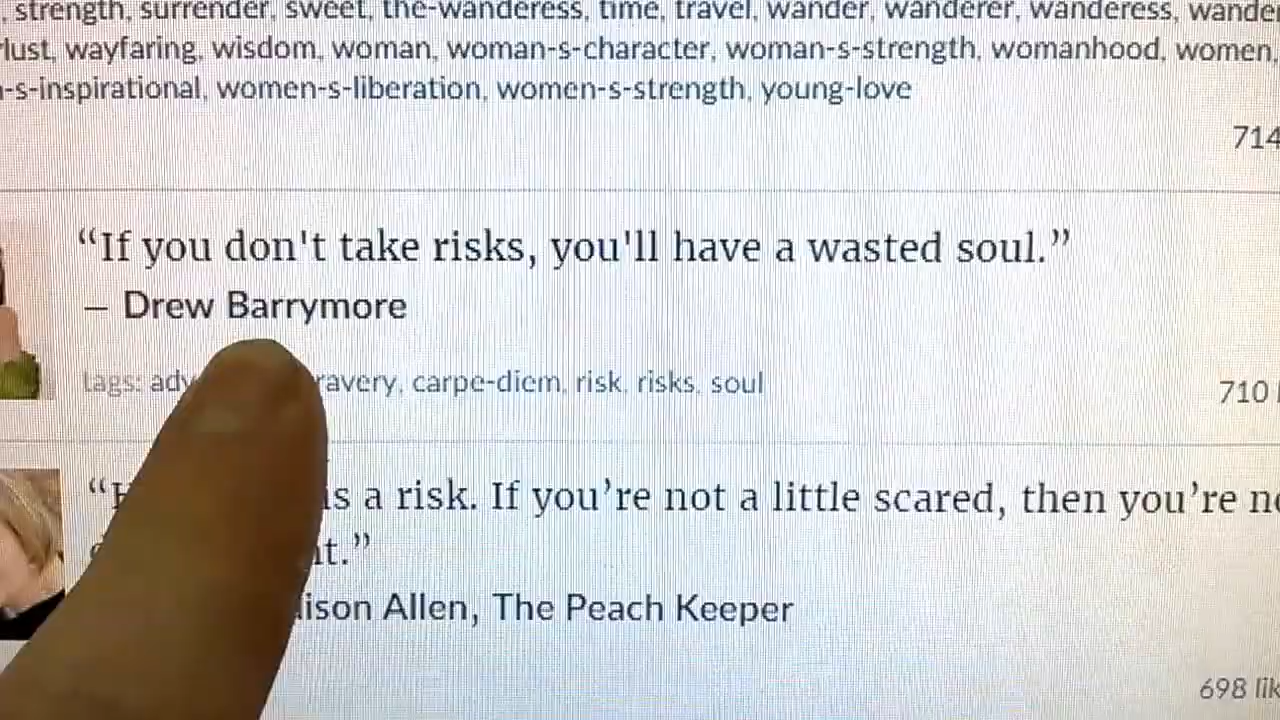 strength, surrender, sweet, the-wanderess, time, travel, wander, wanderer, wanderess,
wayfaring, wisdom, woman, woman-s-character, woman-s-strength, womanhood, women,
-s-inspirational, women-s-liberation, women-s-strength, young-love
714
“If you don't take risks, you'll have a wasted soul.”
— Drew Barrymore
tags: carpe-diem, risk, risks, soul
710
is a risk. If you’re not a little scared, then you’re
Allen, The Peach Keeper
698